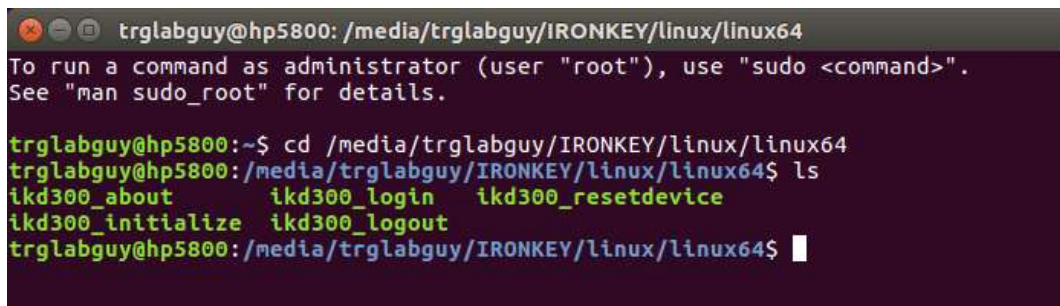 trglabguy@hp5800: /media/trglabguy/IRONKEY/linux/linux64
To run a command as administrator (user "root"), use "sudo <command>".
See "man sudo_root" for details.
trglabguy@hp5800:~$ cd /media/trglabguy/IRONKEY/linux/linux64
trglabguy@hp5800:/media/trglabguy/IRONKEY/linux/linux64$ ls
ikd300_about ikd300_login ikd300_resetdevice
ikd300_initialize ikd300_logout
trglabguy@hp5800:/media/trglabguy/IRONKEY/linux/linux64$